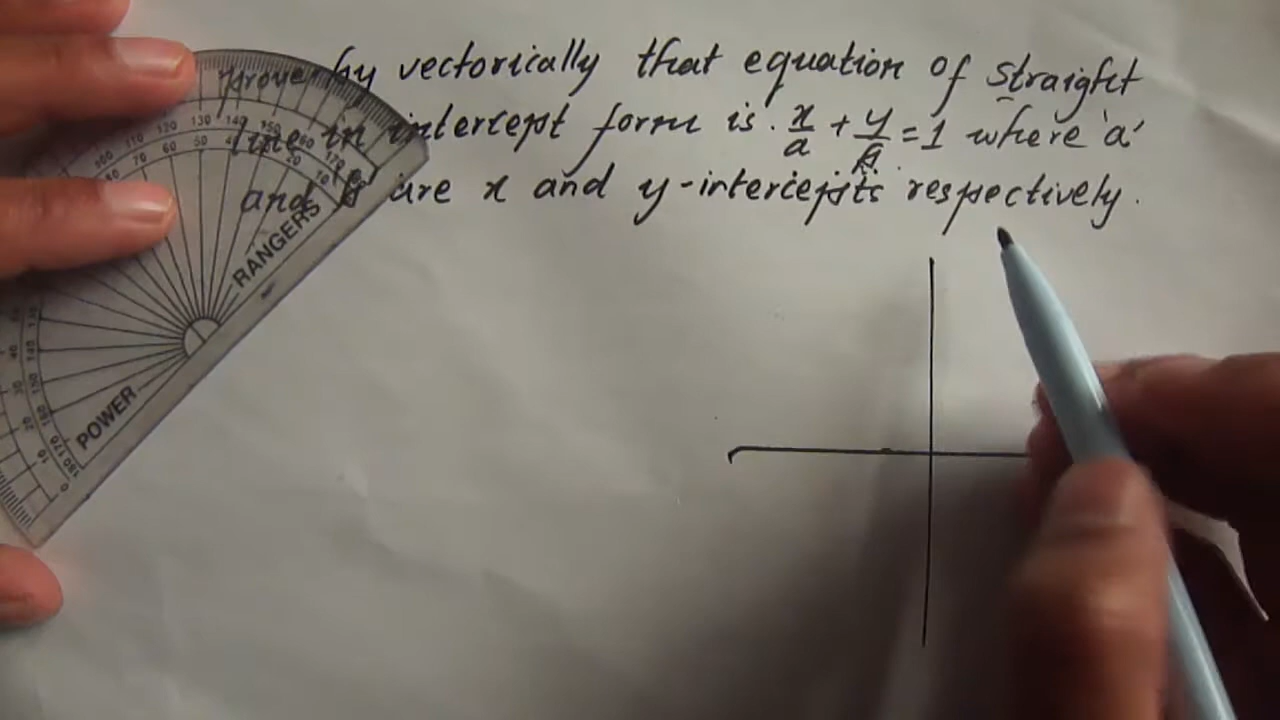 prove by vectorically that equation of straight
line in intercept form is x/a + y/b = 1 where 'a'
and 'b' are x and y-intercepts respectively.
RANGERS
POWER